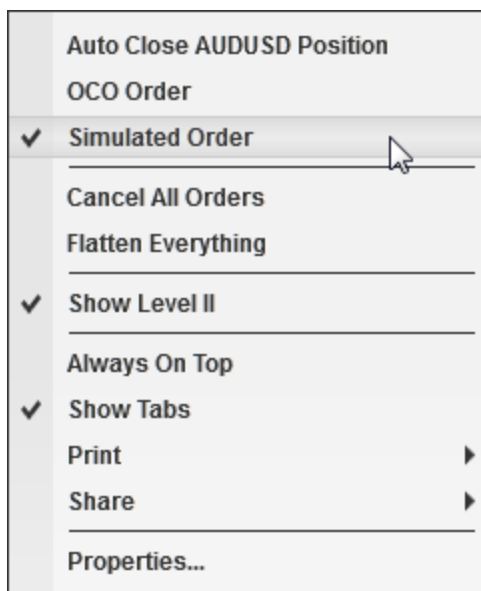 Auto Close AUDUSD Position
OCO Order
Simulated Order
Cancel All Orders
Flatten Everything
Show Level II
Always On Top
Show Tabs
Print
Share
Properties...